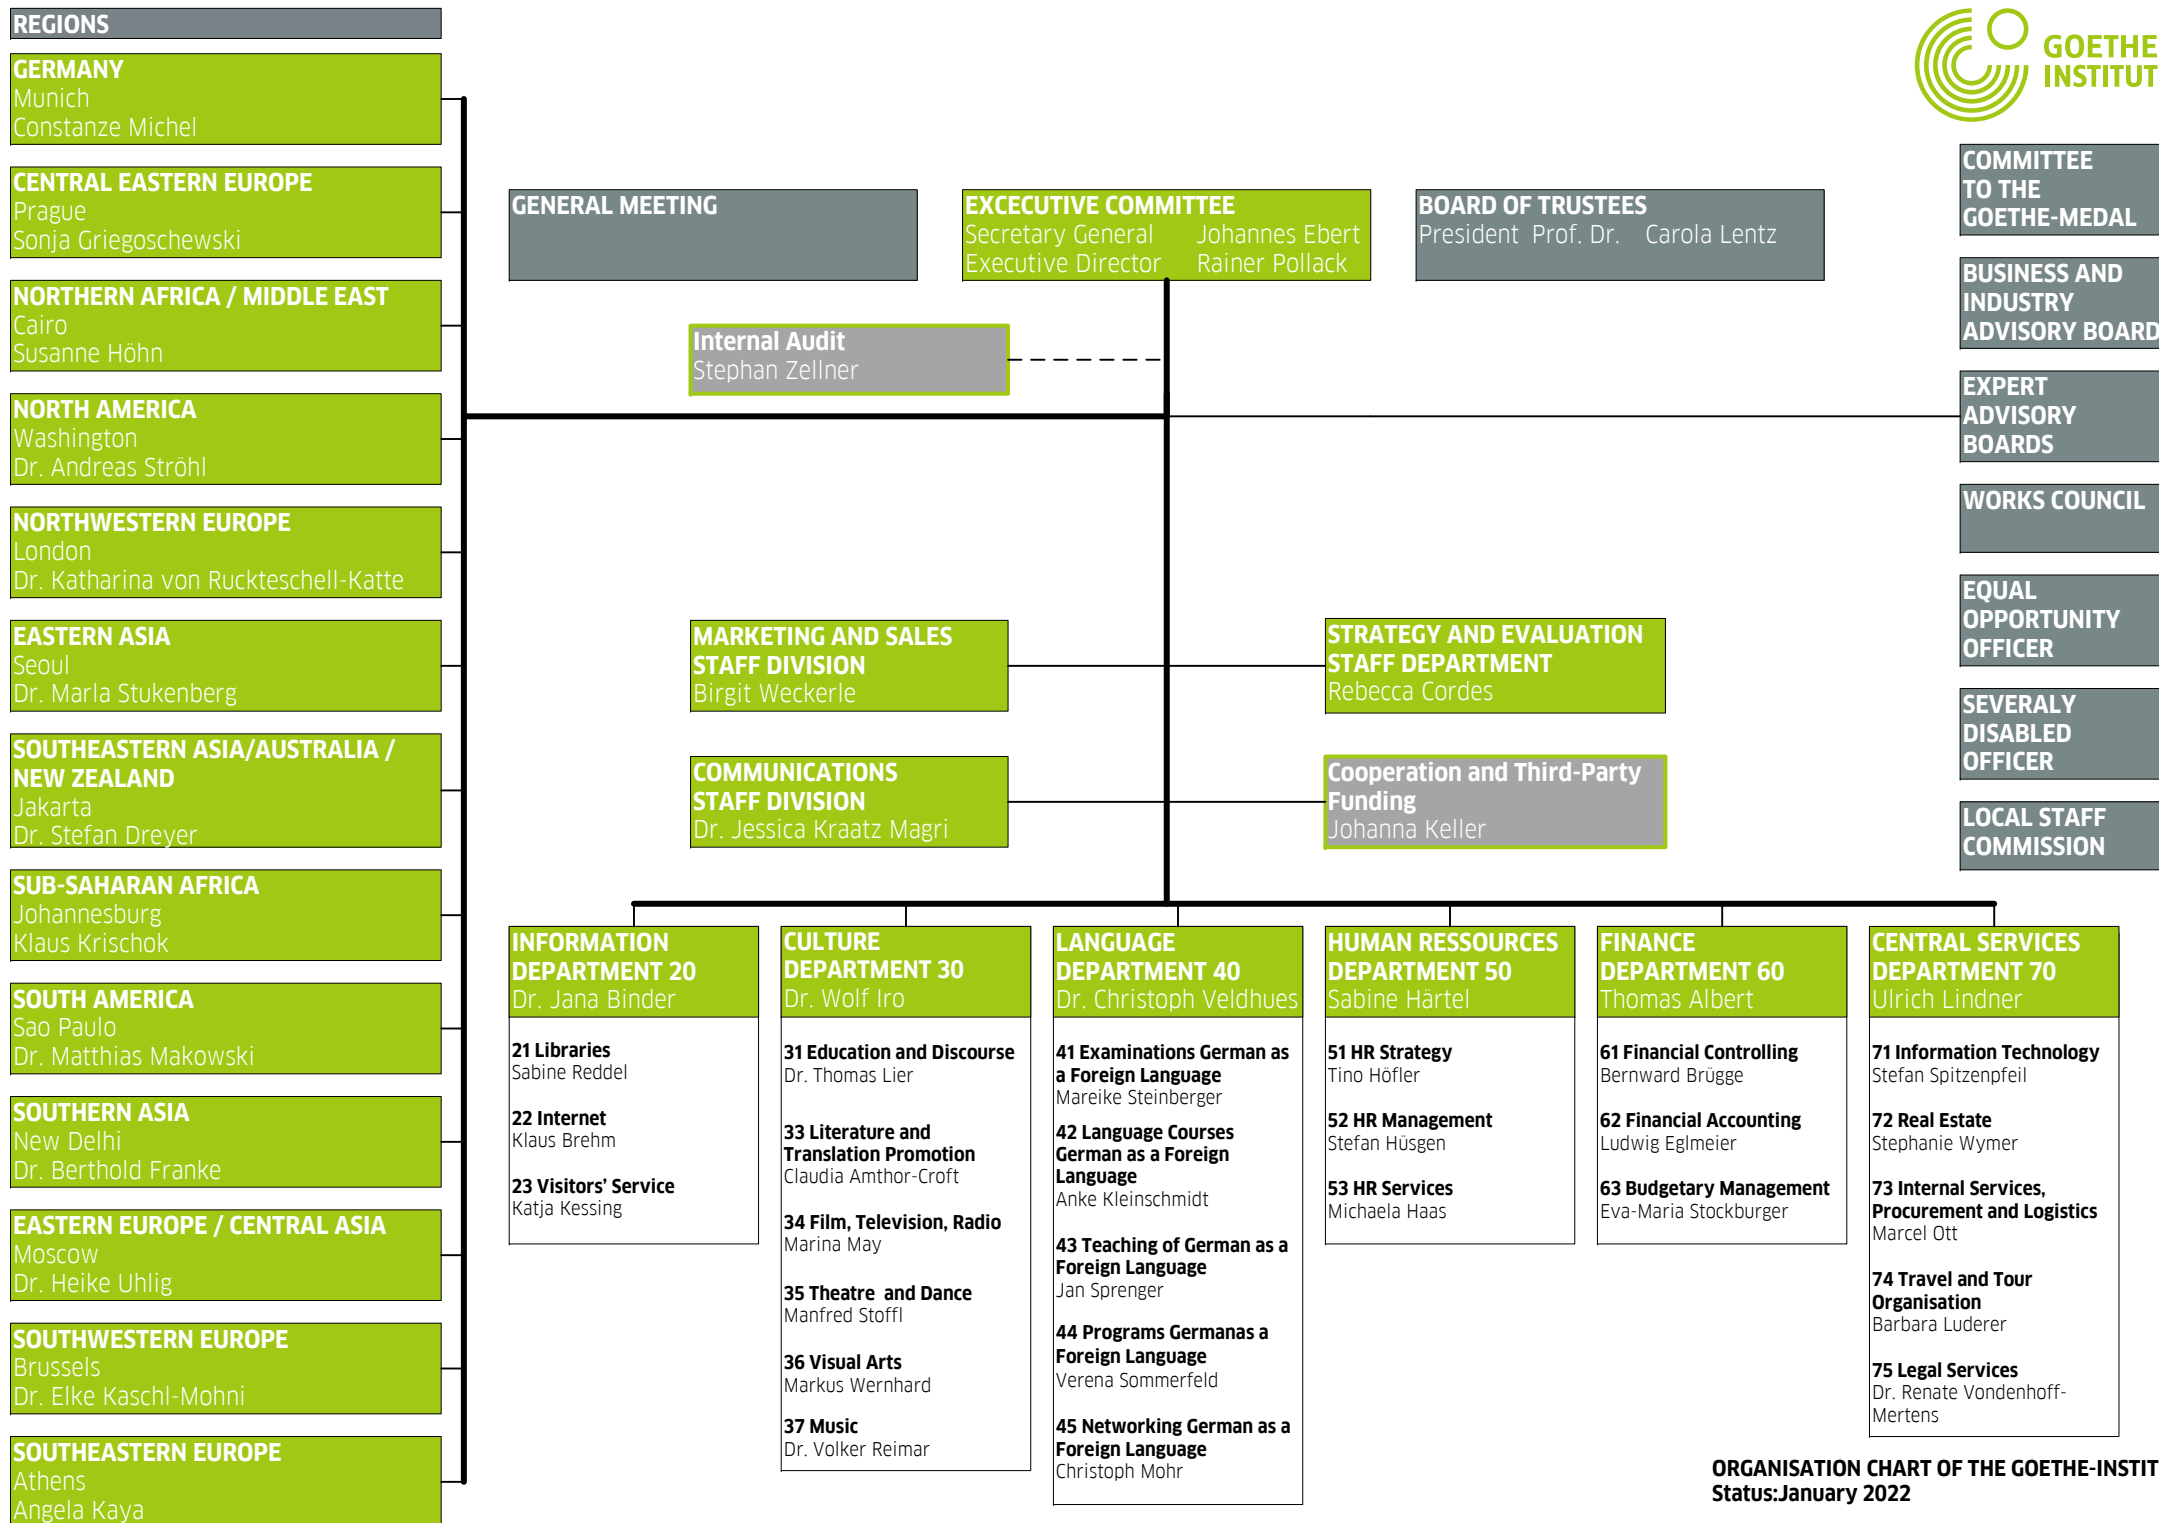 REGIONS
GERMANY
Munich
Constanze Michel
CENTRAL EASTERN EUROPE
Prague
Sonja Griegoschewski
NORTHERN AFRICA / MIDDLE EAST
Cairo
Susanne Höhn
NORTH AMERICA
Washington
Dr. Andreas Ströhl
NORTHWESTERN EUROPE
London
Dr. Katharina von Ruckteschell-Katte
EASTERN ASIA
Seoul
Dr. Marla Stukenberg
SOUTHEASTERN ASIA/AUSTRALIA /
NEW ZEALAND
Jakarta
Dr. Stefan Dreyer
SUB-SAHARAN AFRICA
Johannesburg
Klaus Krischok
SOUTH AMERICA
Sao Paulo
Dr. Matthias Makowski
SOUTHERN ASIA
New Delhi
Dr. Berthold Franke
EASTERN EUROPE / CENTRAL ASIA
Moscow
Dr. Heike Uhlig
SOUTHWESTERN EUROPE
Brussels
Dr. Elke Kaschl-Mohni
SOUTHEASTERN EUROPE
Athens
Angela Kaya
GENERAL MEETING
EXCECUTIVE COMMITTEE
Secretary General Johannes Ebert
Executive Director Rainer Pollack
BOARD OF TRUSTEES
President Prof. Dr. Carola Lentz
Internal Audit
Stephan Zellner
MARKETING AND SALES
STAFF DIVISION
Birgit Weckerle
STRATEGY AND EVALUATION
STAFF DEPARTMENT
Rebecca Cordes
COMMUNICATIONS
STAFF DIVISION
Dr. Jessica Kraatz Magri
Cooperation and Third-Party
Funding
Johanna Keller
INFORMATION
DEPARTMENT 20
Dr. Jana Binder
21 Libraries
Sabine Reddel
22 Internet
Klaus Brehm
23 Visitors' Service
Katja Kessing
CULTURE
DEPARTMENT 30
Dr. Wolf Iro
31 Education and Discourse
Dr. Thomas Lier
33 Literature and
Translation Promotion
Claudia Amthor-Croft
34 Film, Television, Radio
Marina May
35 Theatre and Dance
Manfred Stoffl
36 Visual Arts
Markus Wernhard
37 Music
Dr. Volker Reimar
LANGUAGE
DEPARTMENT 40
Dr. Christoph Veldhues
41 Examinations German as
a Foreign Language
Mareike Steinberger
42 Language Courses
German as a Foreign
Language
Anke Kleinschmidt
43 Teaching of German as a
Foreign Language
Jan Sprenger
44 Programs Germanas a
Foreign Language
Verena Sommerfeld
45 Networking German as a
Foreign Language
Christoph Mohr
HUMAN RESSOURCES
DEPARTMENT 50
Sabine Härtel
51 HR Strategy
Tino Höfler
52 HR Management
Stefan Hüsgen
53 HR Services
Michaela Haas
FINANCE
DEPARTMENT 60
Thomas Albert
61 Financial Controlling
Bernward Brügge
62 Financial Accounting
Ludwig Eglmeier
63 Budgetary Management
Eva-Maria Stockburger
CENTRAL SERVICES
DEPARTMENT 70
Ulrich Lindner
71 Information Technology
Stefan Spitzenpfeil
72 Real Estate
Stephanie Wymer
73 Internal Services,
Procurement and Logistics
Marcel Ott
74 Travel and Tour
Organisation
Barbara Luderer
75 Legal Services
Dr. Renate Vondenhoff-
Mertens
GOETHE
INSTITUT
COMMITTEE
TO THE
GOETHE-MEDAL
BUSINESS AND
INDUSTRY
ADVISORY BOARD
EXPERT
ADVISORY
BOARDS
WORKS COUNCIL
EQUAL
OPPORTUNITY
OFFICER
SEVERALY
DISABLED
OFFICER
LOCAL STAFF
COMMISSION
ORGANISATION CHART OF THE GOETHE-INSTIT
Status:January 2022